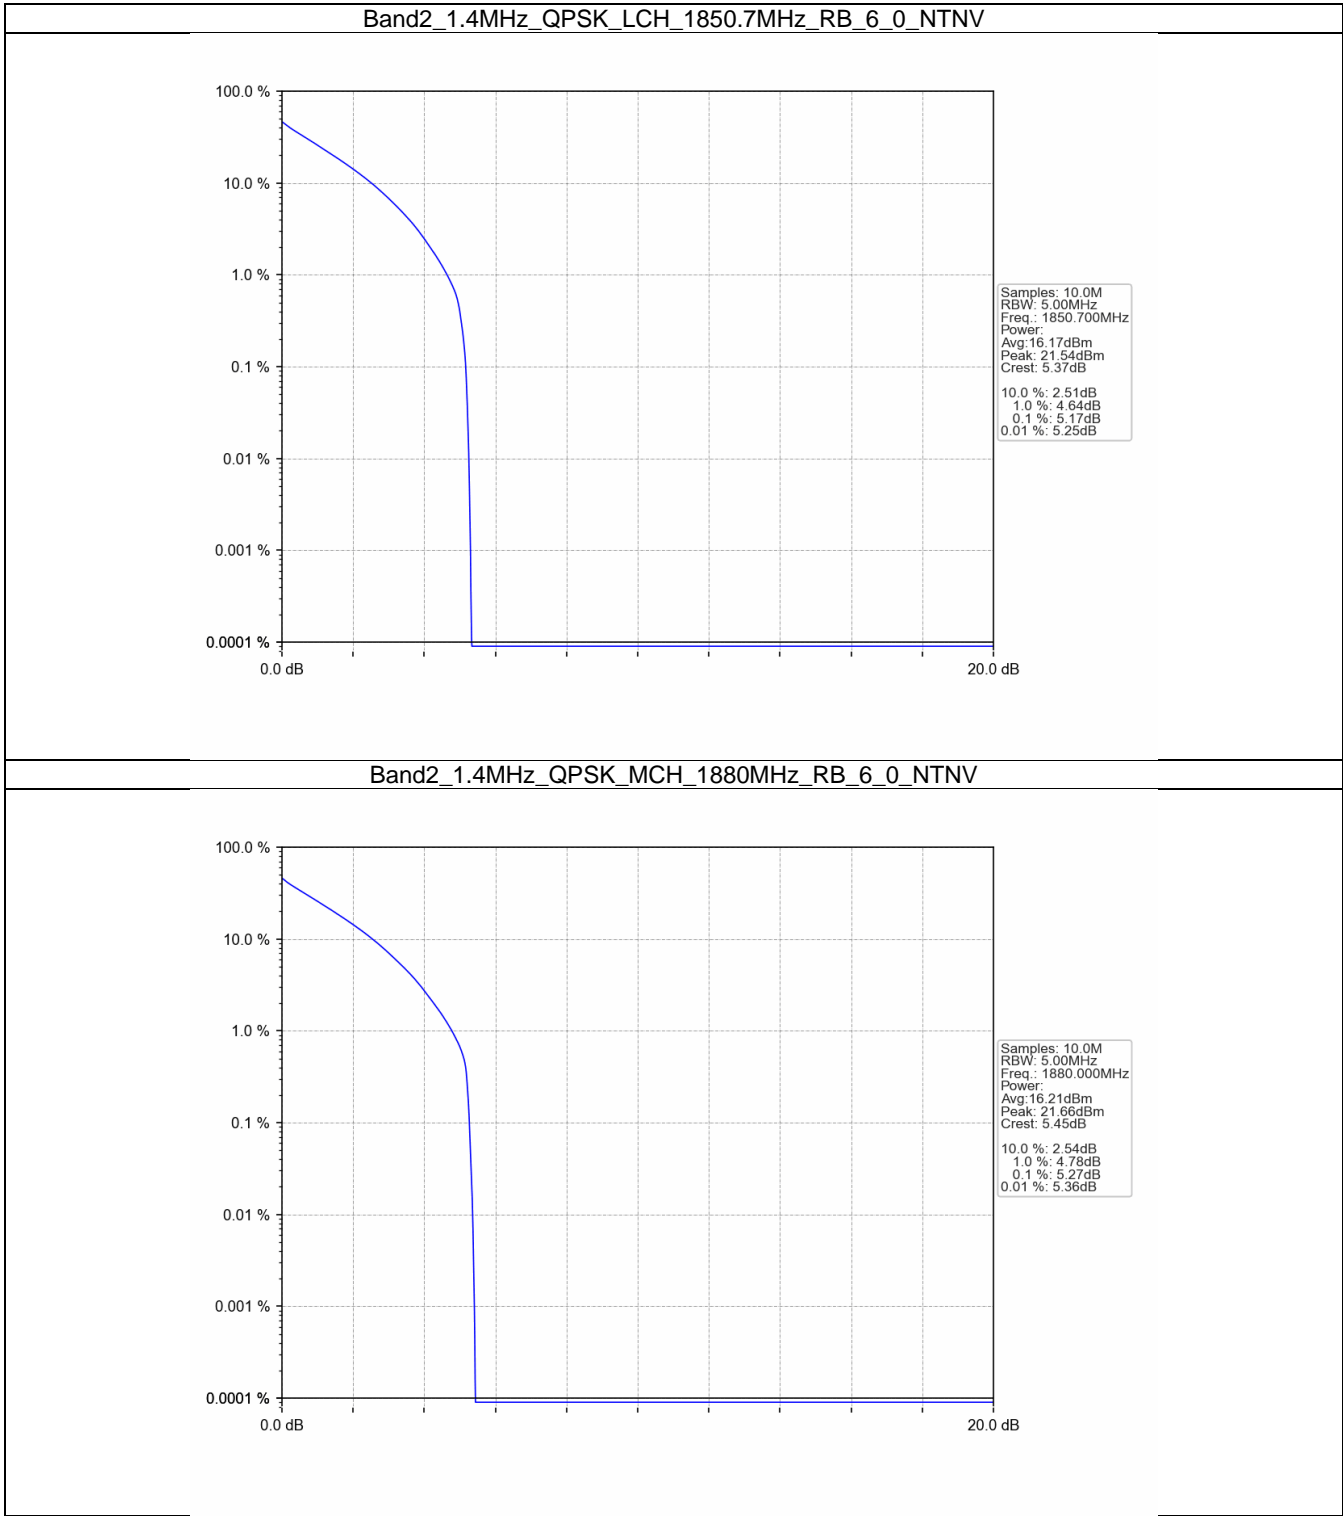 Band2_1.4MHz_QPSK_LCH_1850.7MHz_RB_6_0_NTNV
100.0 %
10.0 %
1.0 %
0.1 %
0.01 %
0.001 %
0.0001 %
0.0 dB
20.0 dB
Samples: 10.0M
RBW: 5.00MHz
Freq.: 1850.700MHz
Power:
Avg:16.17dBm
Peak: 21.54dBm
Crest: 5.37dB
10.0 %: 2.51dB
1.0 %: 4.64dB
0.1 %: 5.17dB
0.01 %: 5.25dB
Band2_1.4MHz_QPSK_MCH_1880MHz_RB_6_0_NTNV
100.0 %
10.0 %
1.0 %
0.1 %
0.01 %
0.001 %
0.0001 %
0.0 dB
20.0 dB
Samples: 10.0M
RBW: 5.00MHz
Freq.: 1880.000MHz
Power:
Avg:16.21dBm
Peak: 21.66dBm
Crest: 5.45dB
10.0 %: 2.54dB
1.0 %: 4.78dB
0.1 %: 5.27dB
0.01 %: 5.36dB